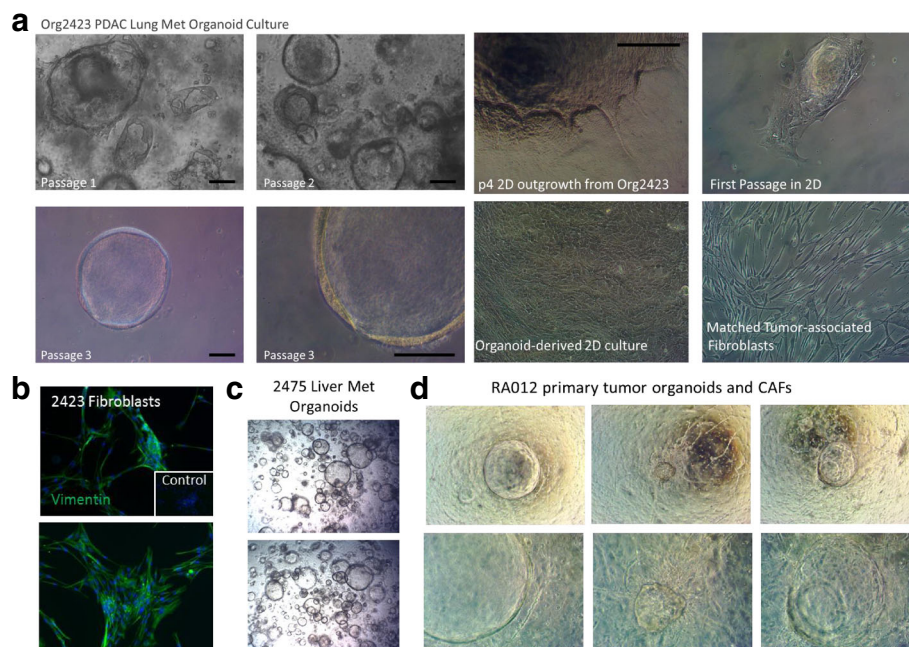 a
Org2423 PDAC Lung Met Organoid Culture
Passage 1
Passage 2
p4 2D outgrowth from Org2423
First Passage in 2D
Passage 3
Passage 3
Organoid-derived 2D culture
Matched Tumor-associated
Fibroblasts
b
2423 Fibroblasts
Control
Vimentin
c
2475 Liver Met
Organoids
d
RA012 primary tumor organoids and CAFs